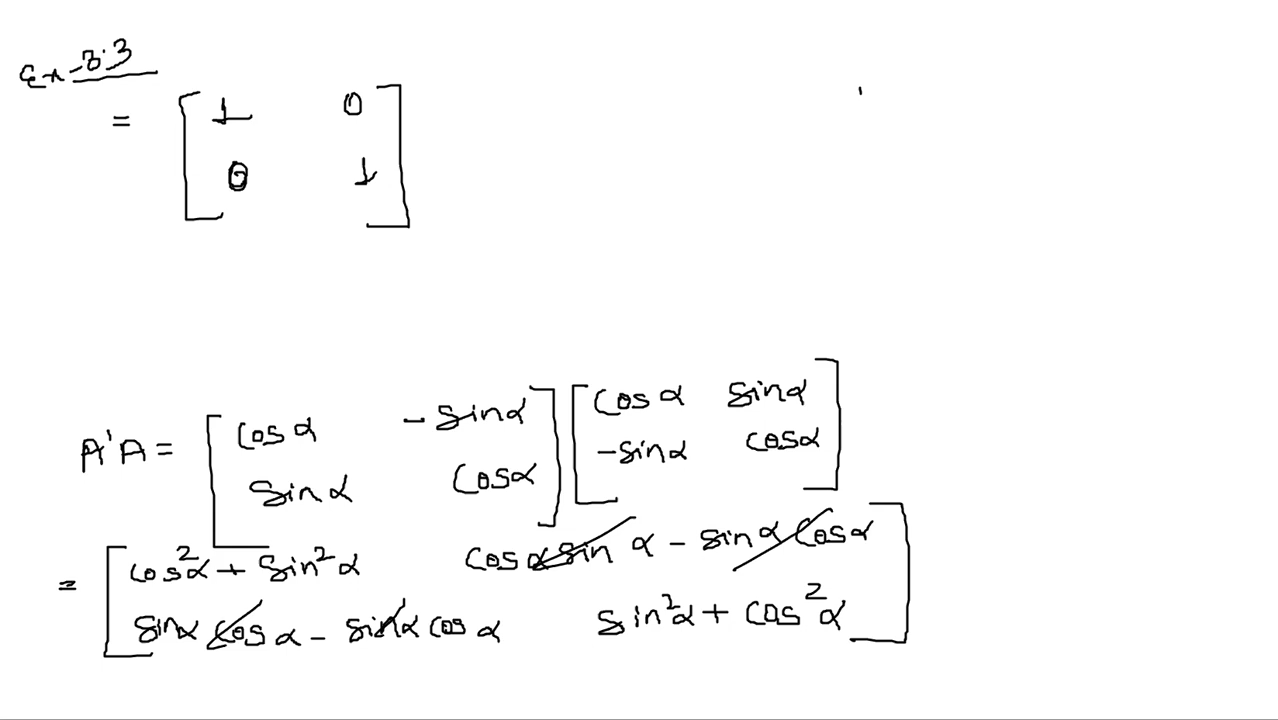 Ex-3.3
= [ 1 0
0 1 ]
A'A = [ cos α - sin α ] [ cos α sin α
sin α cos α ] [ -sin α cos α ]
= [ cos²α + sin²α cos α sin α - sin α cos α
sin α cos α - sin α cos α sin²α + cos²α ]